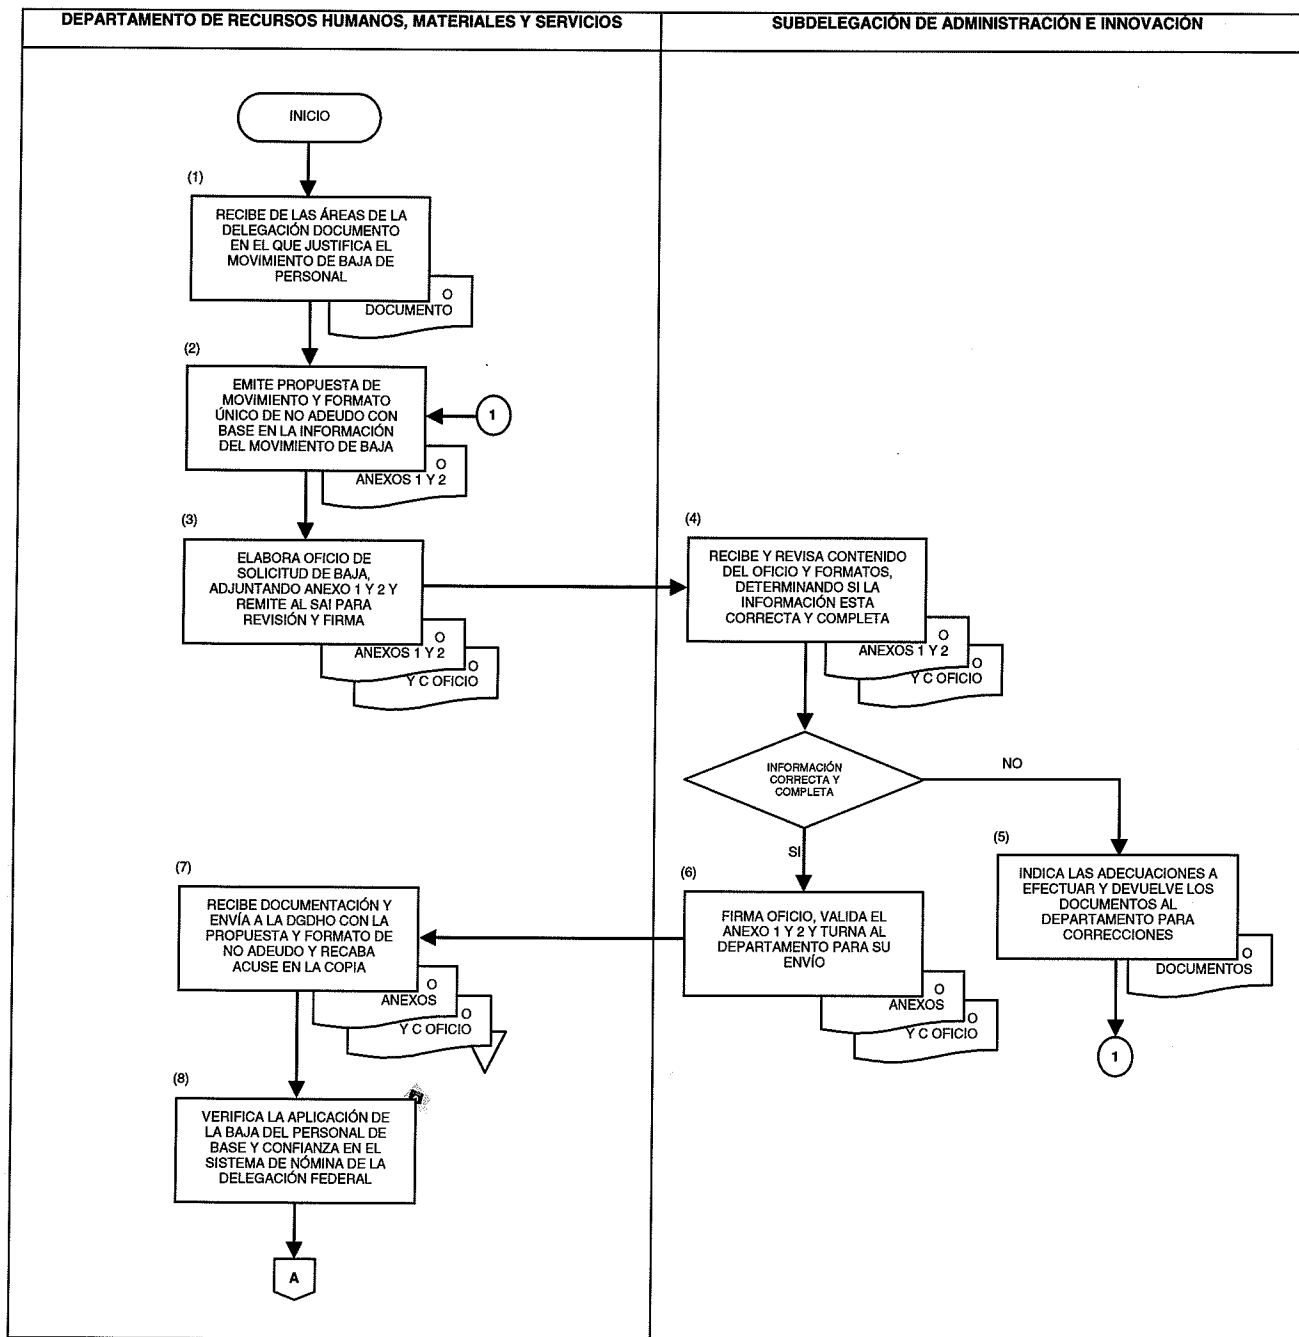 DEPARTAMENTO DE RECURSOS HUMANOS, MATERIALES Y SERVICIOS
SUBDELEGACIÓN DE ADMINISTRACIÓN E INNOVACIÓN
INICIO
(1)
RECIBE DE LAS ÁREAS DE LA
DELEGACIÓN DOCUMENTO
EN EL QUE JUSTIFICA EL
MOVIMIENTO DE BAJA DE
PERSONAL
O
DOCUMENTO
(2)
EMITE PROPUESTA DE
MOVIMIENTO Y FORMATO
ÚNICO DE NO ADEUDO CON
BASE EN LA INFORMACIÓN
DEL MOVIMIENTO DE BAJA
1
O
ANEXOS 1 Y 2
(3)
ELABORA OFICIO DE
SOLICITUD DE BAJA,
ADJUNTANDO ANEXO 1 Y 2 Y
REMITE AL SAI PARA
REVISIÓN Y FIRMA
O
ANEXOS 1 Y 2
O
Y C OFICIO
(4)
RECIBE Y REVISA CONTENIDO
DEL OFICIO Y FORMATOS,
DETERMINANDO SI LA
INFORMACIÓN ESTA
CORRECTA Y COMPLETA
O
ANEXOS 1 Y 2
O
Y C OFICIO
INFORMACIÓN
CORRECTA Y
COMPLETA
NO
SI
(5)
INDICA LAS ADECUACIONES A
EFECTUAR Y DEVUELVE LOS
DOCUMENTOS AL
DEPARTAMENTO PARA
CORRECCIONES
O
DOCUMENTOS
1
(6)
FIRMA OFICIO, VALIDA EL
ANEXO 1 Y 2 Y TURNA AL
DEPARTAMENTO PARA SU
ENVÍO
O
ANEXOS
O
Y C OFICIO
(7)
RECIBE DOCUMENTACIÓN Y
ENVÍA A LA DGDHO CON LA
PROPUESTA Y FORMATO DE
NO ADEUDO Y RECABA
ACUSE EN LA COPIA
O
ANEXOS
O
Y C OFICIO
(8)
VERIFICA LA APLICACIÓN DE
LA BAJA DEL PERSONAL DE
BASE Y CONFIANZA EN EL
SISTEMA DE NÓMINA DE LA
DELEGACIÓN FEDERAL
A